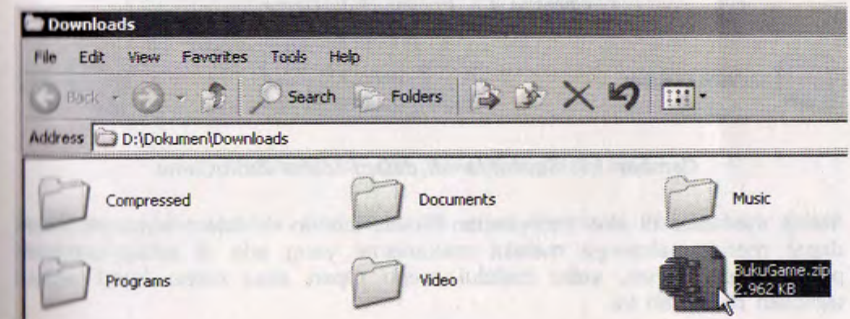 Downloads
File Edit View Favorites Tools Help
Back Search Folders
Address D:\Dokumen\Downloads
Compressed Documents Music
Programs Video BukuGame.zip
2.962 KB